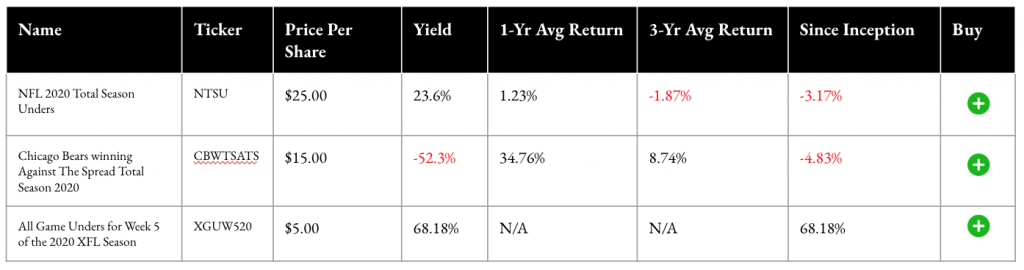 Name Ticker Price Per Yield 1-Yr Avg Return 3-Yr Avg Return Since Inception Buy
Share
NFL 2020 Total Season NTSU $25.00 23.6% 1.23% -1.87% -3.17%
Unders
Chicago Bears winning CBWTSATS $15.00 -52.3% 34.76% 8.74% -4.83%
Against The Spread Total
Season 2020
All Game Unders for Week 5 XGUW520 $5.00 68.18% N/A N/A 68.18%
of the 2020 XFL Season